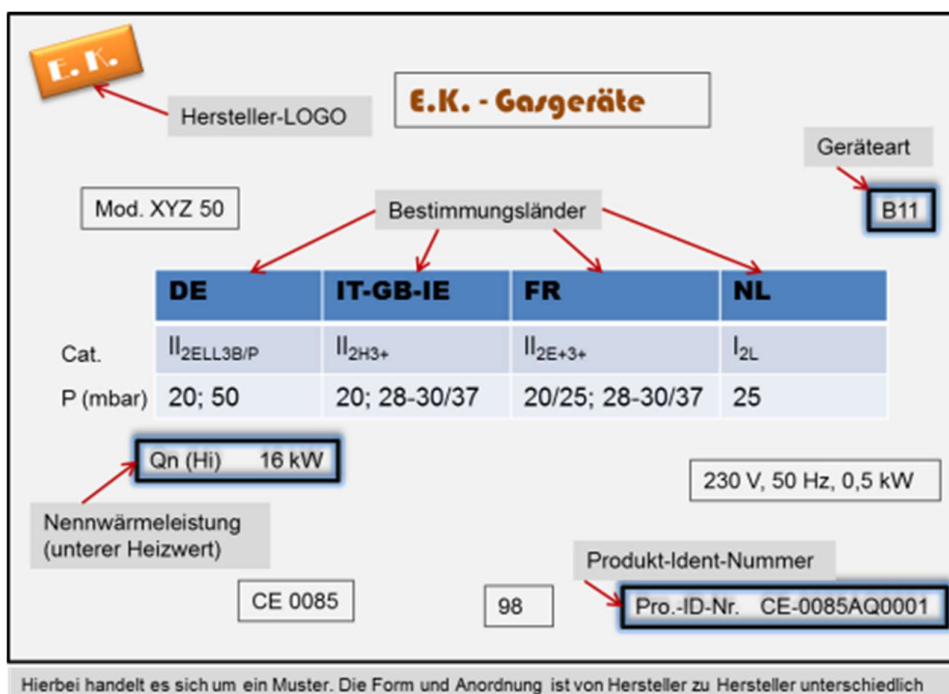 E. K.
Hersteller-LOGO
E.K. - Gasgeräte
Geräteart
Mod. XYZ 50
Bestimmungsländer
B11
DE IT-GB-IE FR NL
Cat. II2ELL3B/P II2H3+ II2E+3+ I2L
P (mbar) 20; 50 20; 28-30/37 20/25; 28-30/37 25
Qn (Hi) 16 kW
230 V, 50 Hz, 0,5 kW
Nennwärmeleistung
(unterer Heizwert)
Produkt-Ident-Nummer
CE 0085
98
Pro.-ID-Nr. CE-0085AQ0001
Hierbei handelt es sich um ein Muster. Die Form und Anordnung ist von Hersteller zu Hersteller unterschiedlich